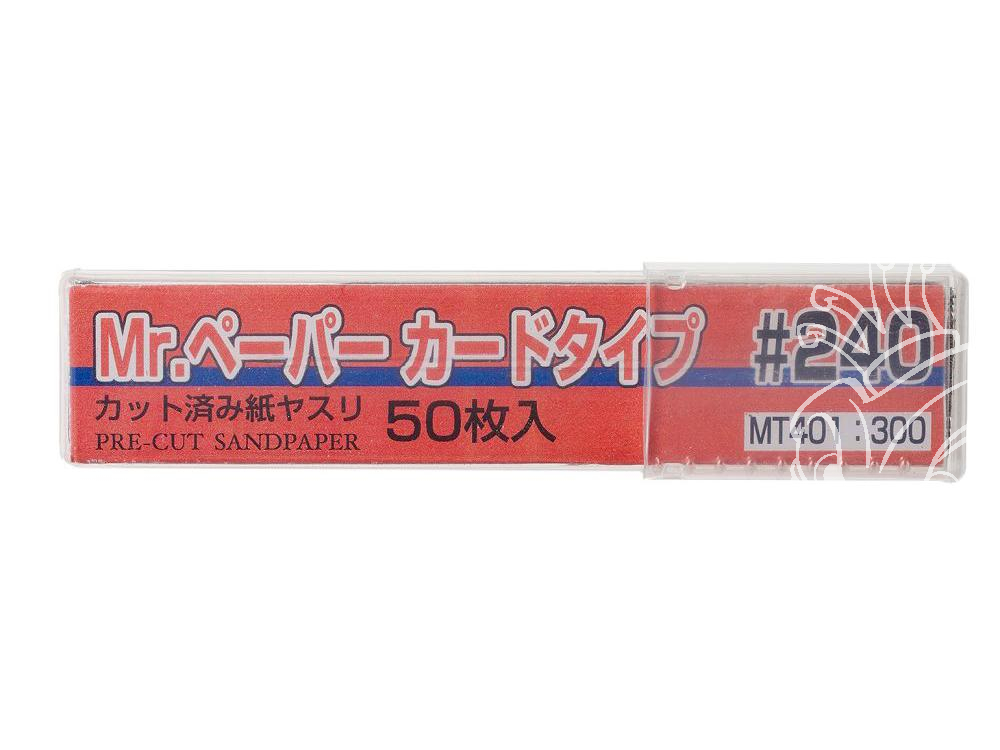 Mr.ペーパー カードタイプ #240
カット済み紙ヤスリ 50枚入
PRE-CUT SANDPAPER
MT401 : 300